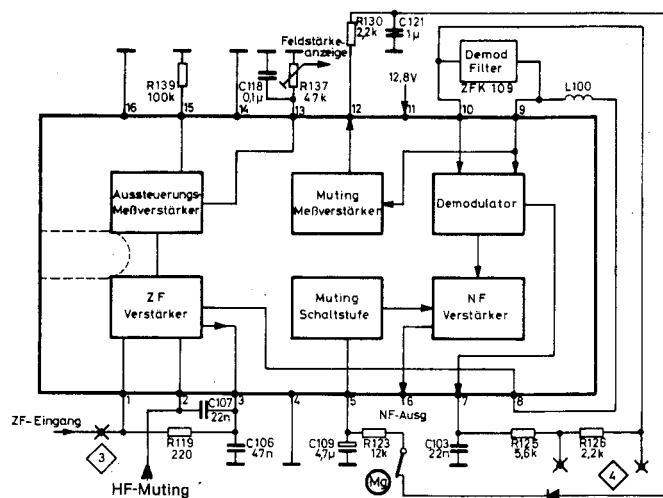 R130
2,2k
C121
1µ
Feldstärke-
anzeige
Demod
Filter
ZFK 109
R139
100k
C118
0,1µ
R137
47k
12,8V
L100
16
15
14
13
12
11
10
9
Aussteuerungs-
Meßverstärker
Muting
Meßverstärker
Demodulator
ZF
Verstärker
Muting
Schaltstufe
NF
Verstärker
1
2
3
4
5
6
7
8
C107
22n
NF-Ausg
ZF-Eingang
3
R119
220
C106
47n
C109
4,7µ
R123
12k
C103
22n
R125
5,6k
R126
2,2k
4
Mg
HF-Muting